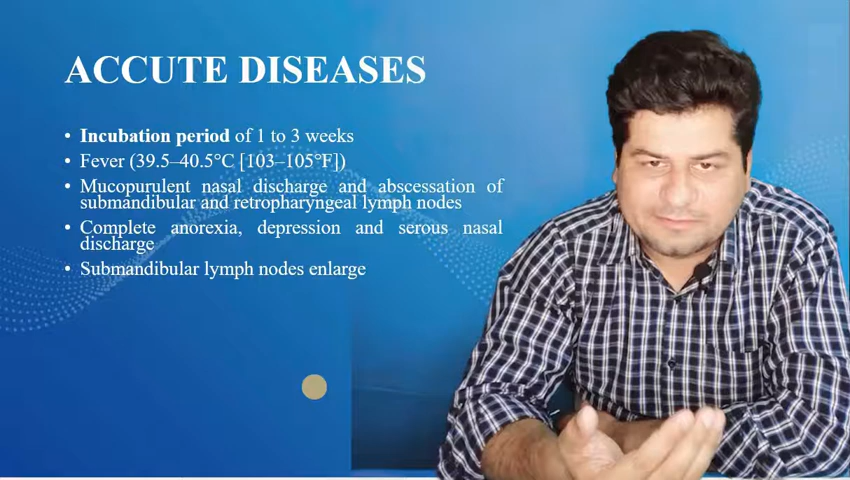 ACCUTE DISEASES
• Incubation period of 1 to 3 weeks
• Fever (39.5–40.5°C [103–105°F])
• Mucopurulent nasal discharge and abscessation of
submandibular and retropharyngeal lymph nodes
• Complete anorexia, depression and serous nasal
discharge
• Submandibular lymph nodes enlarge